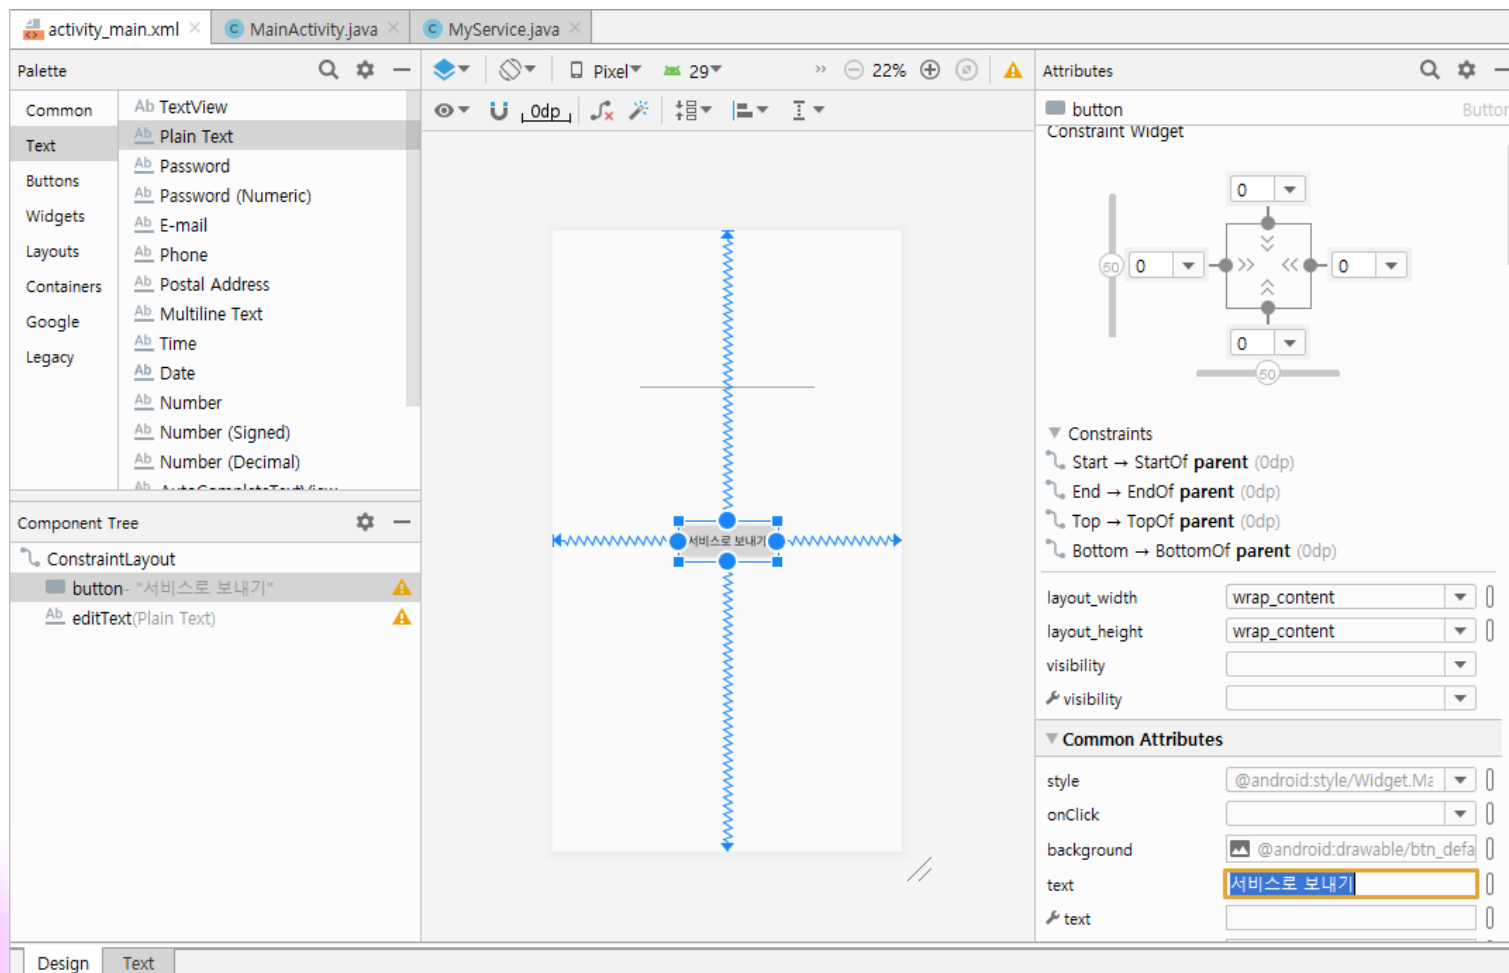 activity_main.xml
MainActivity.java
MyService.java
Palette
Common
Text
Buttons
Widgets
Layouts
Containers
Google
Legacy
Ab TextView
Ab Plain Text
Ab Password
Ab Password (Numeric)
Ab E-mail
Ab Phone
Ab Postal Address
Ab Multiline Text
Ab Time
Ab Date
Ab Number
Ab Number (Signed)
Ab Number (Decimal)
Ab AutoCompleteTextView
Component Tree
ConstraintLayout
button- "서비스로 보내기"
Ab editText(Plain Text)
Pixel
29
22%
0dp
서비스로 보내기
Attributes
button
Button
Constraint Widget
0
50
0
0
0
50
Constraints
Start → StartOf parent (0dp)
End → EndOf parent (0dp)
Top → TopOf parent (0dp)
Bottom → BottomOf parent (0dp)
layout_width wrap_content
layout_height wrap_content
visibility
visibility
Common Attributes
style @android:style/Widget.Ma
onClick
background @android:drawable/btn_defa
text 서비스로 보내기
text
Design
Text